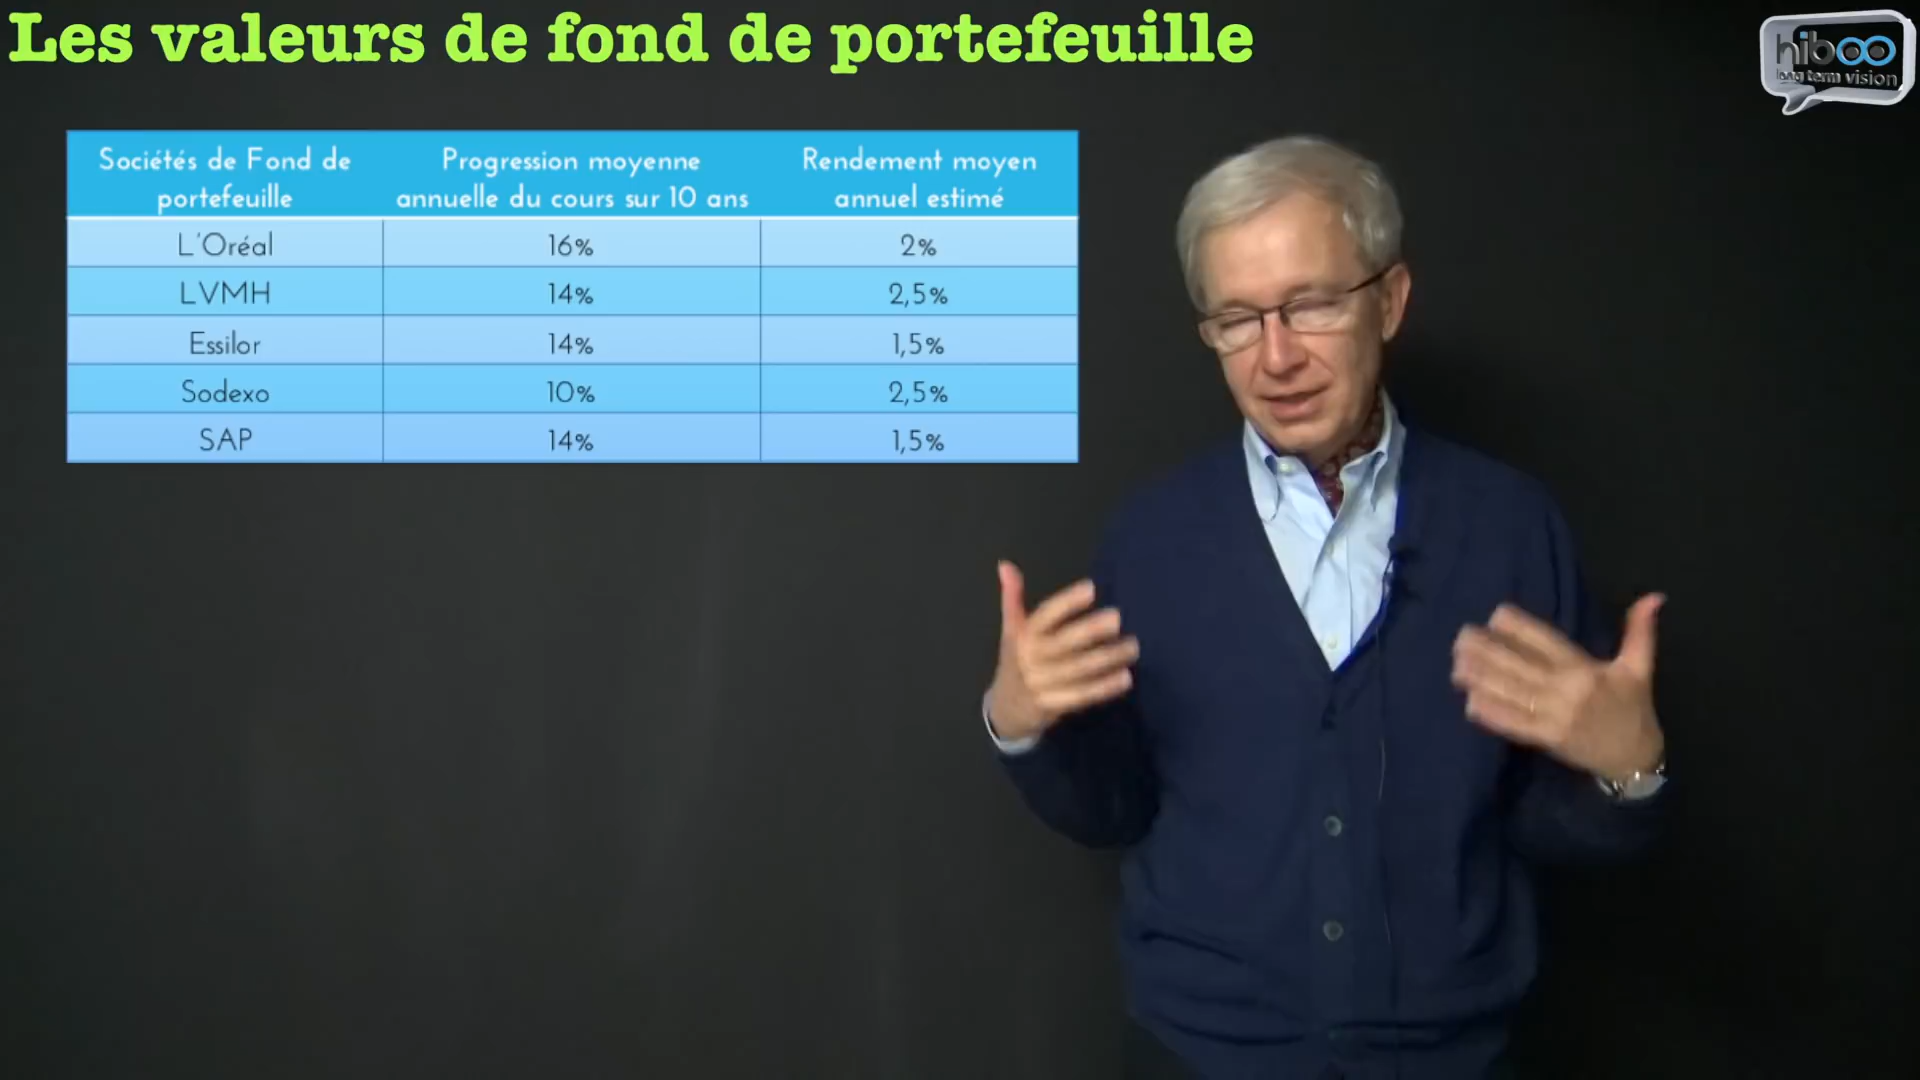 Les valeurs de fond de portefeuille
hiboo
long term vision
Sociétés de Fond de portefeuille
Progression moyenne annuelle du cours sur 10 ans
Rendement moyen annuel estimé
L'Oréal 16% 2%
LVMH 14% 2,5%
Essilor 14% 1,5%
Sodexo 10% 2,5%
SAP 14% 1,5%